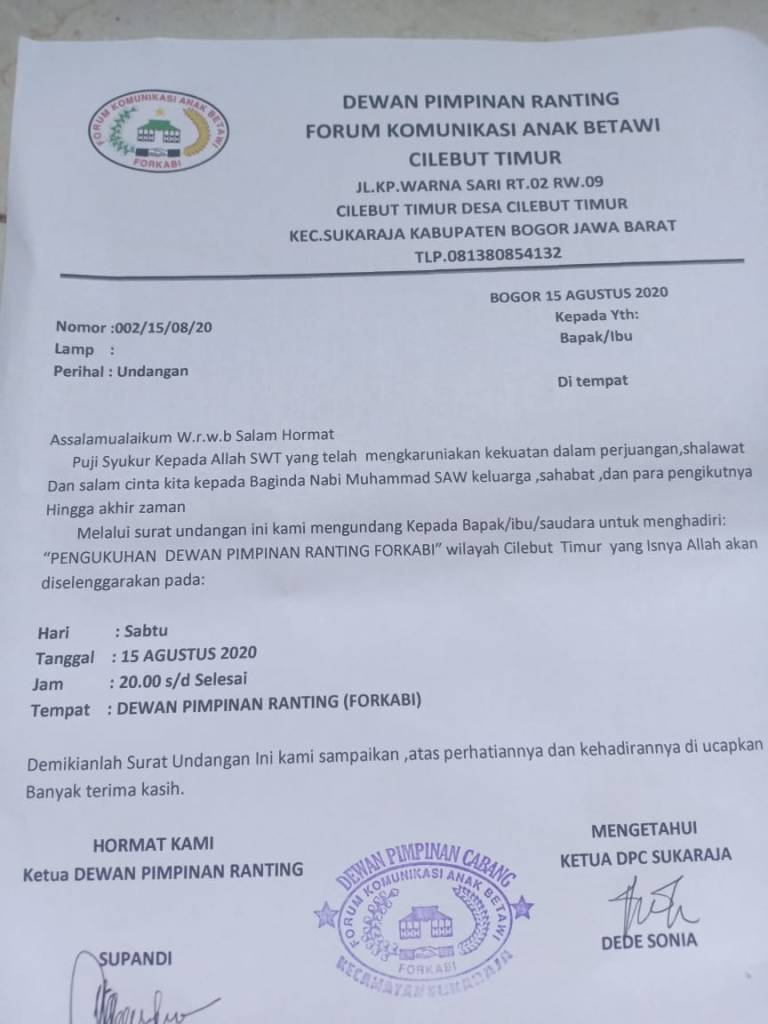 FORUM KOMUNIKASI ANAK BETAWI
FORKABI
DEWAN PIMPINAN RANTING
FORUM KOMUNIKASI ANAK BETAWI
CILEBUT TIMUR
JL.KP.WARNA SARI RT.02 RW.09
CILEBUT TIMUR DESA CILEBUT TIMUR
KEC.SUKARAJA KABUPATEN BOGOR JAWA BARAT
TLP.081380854132
BOGOR 15 AGUSTUS 2020
Kepada Yth:
Bapak/Ibu
Di tempat
Nomor :002/15/08/20
Lamp :
Perihal : Undangan
Assalamualaikum W.r.w.b Salam Hormat
Puji Syukur Kepada Allah SWT yang telah mengkaruniakan kekuatan dalam perjuangan,shalawat
Dan salam cinta kita kepada Baginda Nabi Muhammad SAW keluarga ,sahabat ,dan para pengikutnya
Hingga akhir zaman
Melalui surat undangan ini kami mengundang Kepada Bapak/ibu/saudara untuk menghadiri:
“PENGUKUHAN DEWAN PIMPINAN RANTING FORKABI” wilayah Cilebut Timur yang Isnya Allah akan
diselenggarakan pada:
Hari : Sabtu
Tanggal : 15 AGUSTUS 2020
Jam : 20.00 s/d Selesai
Tempat : DEWAN PIMPINAN RANTING (FORKABI)
Demikianlah Surat Undangan Ini kami sampaikan ,atas perhatiannya dan kehadirannya di ucapkan
Banyak terima kasih.
HORMAT KAMI
Ketua DEWAN PIMPINAN RANTING
SUPANDI
DEWAN PIMPINAN CABANG
FORUM KOMUNIKASI ANAK BETAWI
FORKABI
KECAMATAN SUKARAJA
MENGETAHUI
KETUA DPC SUKARAJA
DEDE SONIA